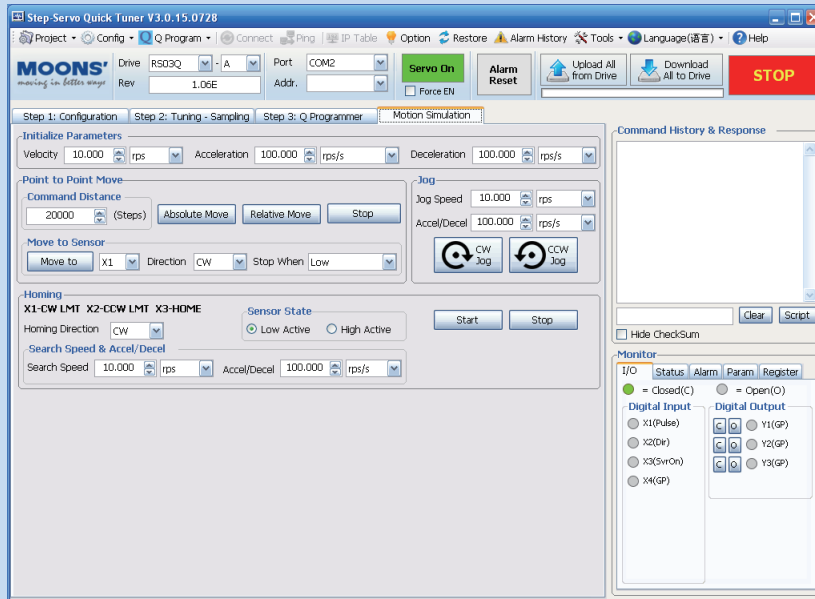 Step-Servo Quick Tuner V3.0.15.0728
Project Config Q Program Connect Ping IP Table Option Restore Alarm History Tools Language(语言) Help
MOONS'
moving in better ways
Drive RS03Q - A Port COM2 Servo On Alarm Reset Upload All from Drive Download All to Drive STOP
Rev 1.06E Addr. Force EN
Step 1: Configuration Step 2: Tuning - Sampling Step 3: Q Programmer Motion Simulation
Initialize Parameters
Velocity 10.000 rps Acceleration 100.000 rps/s Deceleration 100.000 rps/s
Point to Point Move
Command Distance
20000 (Steps) Absolute Move Relative Move Stop
Move to Sensor
Move to X1 Direction CW Stop When Low
Jog
Jog Speed 10.000 rps
Accel/Decel 100.000 rps/s
CW Jog CCW Jog
Homing
X1-CW LMT X2-CCW LMT X3-HOME
Homing Direction CW
Sensor State
Low Active High Active
Start Stop
Search Speed & Accel/Decel
Search Speed 10.000 rps Accel/Decel 100.000 rps/s
Command History & Response
Clear Script
Hide CheckSum
Monitor
I/O Status Alarm Param Register
= Closed(C) = Open(O)
Digital Input Digital Output
X1(Pulse) C O Y1(GP)
X2(Dir) C O Y2(GP)
X3(SvrOn) C O Y3(GP)
X4(GP)